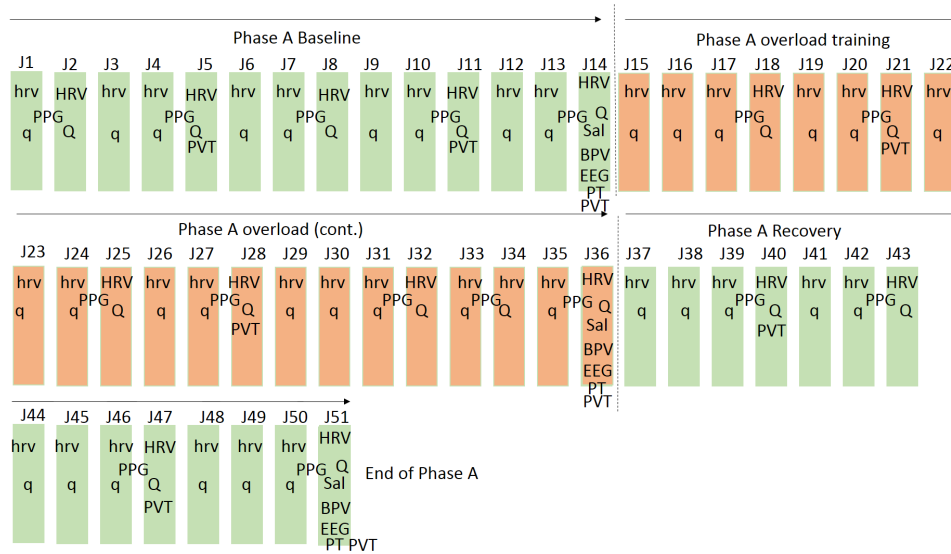 Phase A Baseline
Phase A overload training
J1 J2 J3 J4 J5 J6 J7 J8 J9 J10 J11 J12 J13 J14 J15 J16 J17 J18 J19 J20 J21 J22
hrv HRV hrv hrv HRV hrv hrv HRV hrv hrv HRV hrv hrv HRV hrv hrv hrv HRV hrv hrv HRV hrv
PPG PPG PPG PPG PPG PPG PPG
q Q q q Q q q Q q q Q q q Q q q q Q q q Q q
PVT PVT Sal PVT
BPV
EEG
PT
PVT
Phase A overload (cont.)
Phase A Recovery
J23 J24 J25 J26 J27 J28 J29 J30 J31 J32 J33 J34 J35 J36 J37 J38 J39 J40 J41 J42 J43
hrv hrv HRV hrv hrv HRV hrv hrv hrv HRV hrv hrv hrv HRV hrv hrv hrv HRV hrv hrv HRV
PPG PPG PPG PPG PPG PPG PPG
q q Q q q Q q q q Q q Q q Q q q q Q q q Q
PVT Sal PVT
BPV
EEG
PT
PVT
J44 J45 J46 J47 J48 J49 J50 J51
hrv hrv hrv HRV hrv hrv hrv HRV
PPG PPG Q
q q q Q q q q Sal
End of Phase A
PVT BPV
EEG
PT PVT